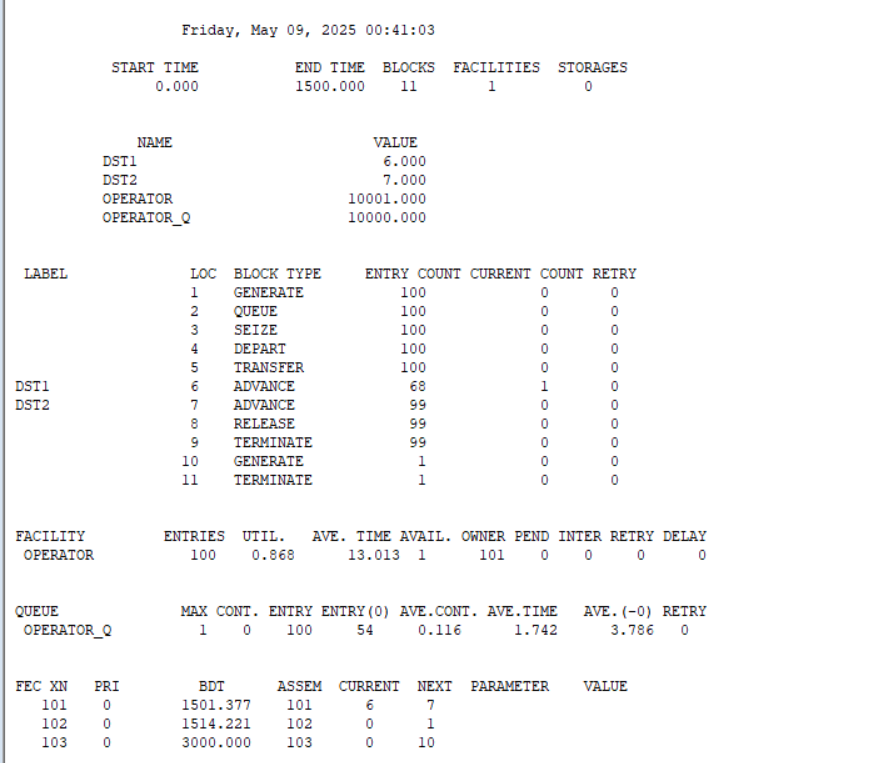 Friday, May 09, 2025 00:41:03
START TIME END TIME BLOCKS FACILITIES STORAGES
0.000 1500.000 11 1 0
NAME VALUE
DST1 6.000
DST2 7.000
OPERATOR 10001.000
OPERATOR_Q 10000.000
LABEL LOC BLOCK TYPE ENTRY COUNT CURRENT COUNT RETRY
1 GENERATE 100 0 0
2 QUEUE 100 0 0
3 SEIZE 100 0 0
4 DEPART 100 0 0
5 TRANSFER 100 0 0
DST1 6 ADVANCE 68 1 0
DST2 7 ADVANCE 99 0 0
8 RELEASE 99 0 0
9 TERMINATE 99 0 0
10 GENERATE 1 0 0
11 TERMINATE 1 0 0
FACILITY ENTRIES UTIL. AVE. TIME AVAIL. OWNER PEND INTER RETRY DELAY
OPERATOR 100 0.868 13.013 1 101 0 0 0 0
QUEUE MAX CONT. ENTRY ENTRY(0) AVE.CONT. AVE.TIME AVE.(-0) RETRY
OPERATOR_Q 1 0 100 54 0.116 1.742 3.786 0
FEC XN PRI BDT ASSEM CURRENT NEXT PARAMETER VALUE
101 0 1501.377 101 6 7
102 0 1514.221 102 0 1
103 0 3000.000 103 0 10